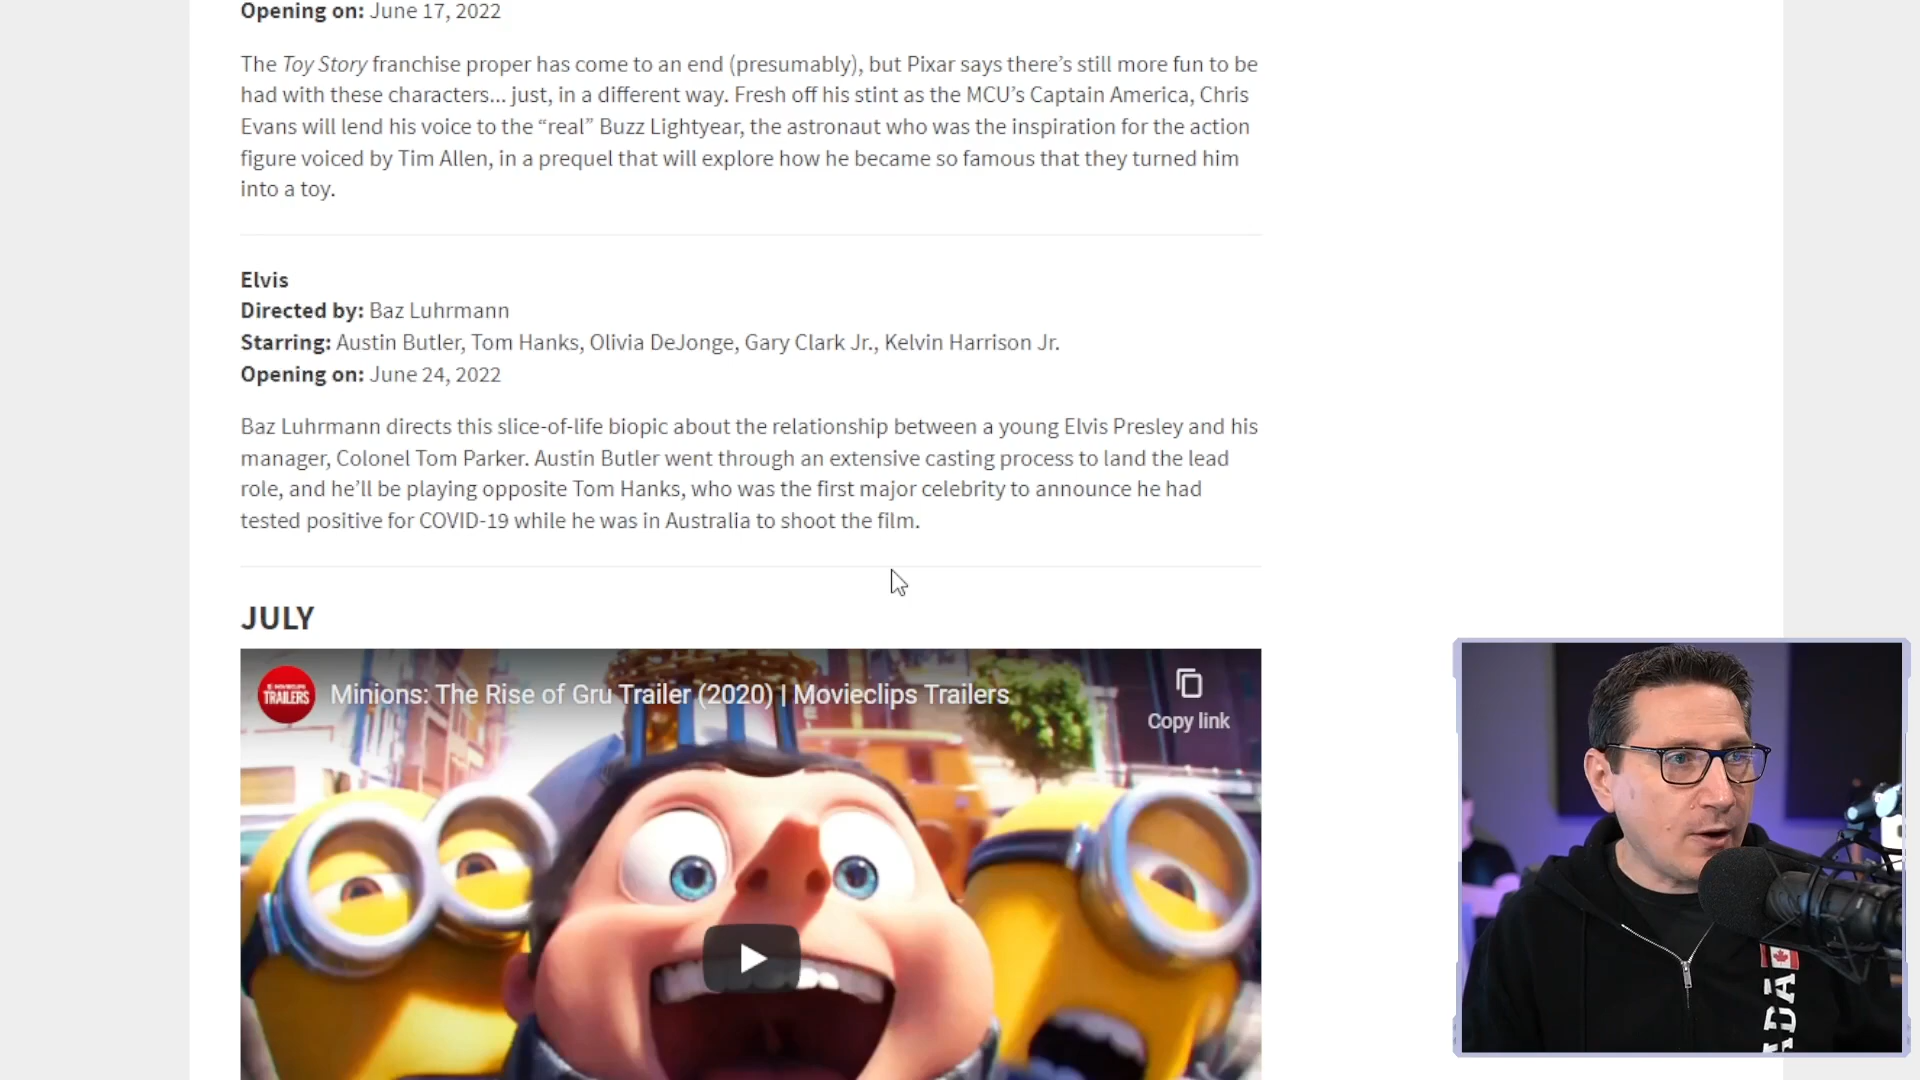 Opening on: June 17, 2022
The Toy Story franchise proper has come to an end (presumably), but Pixar says there’s still more fun to be
had with these characters… just, in a different way. Fresh off his stint as the MCU’s Captain America, Chris
Evans will lend his voice to the “real” Buzz Lightyear, the astronaut who was the inspiration for the action
figure voiced by Tim Allen, in a prequel that will explore how he became so famous that they turned him
into a toy.
Elvis
Directed by: Baz Luhrmann
Starring: Austin Butler, Tom Hanks, Olivia DeJonge, Gary Clark Jr., Kelvin Harrison Jr.
Opening on: June 24, 2022
Baz Luhrmann directs this slice-of-life biopic about the relationship between a young Elvis Presley and his
manager, Colonel Tom Parker. Austin Butler went through an extensive casting process to land the lead
role, and he’ll be playing opposite Tom Hanks, who was the first major celebrity to announce he had
tested positive for COVID-19 while he was in Australia to shoot the film.
JULY
TRAILERS
Minions: The Rise of Gru Trailer (2020) | Movieclips Trailers
Copy link
ADA